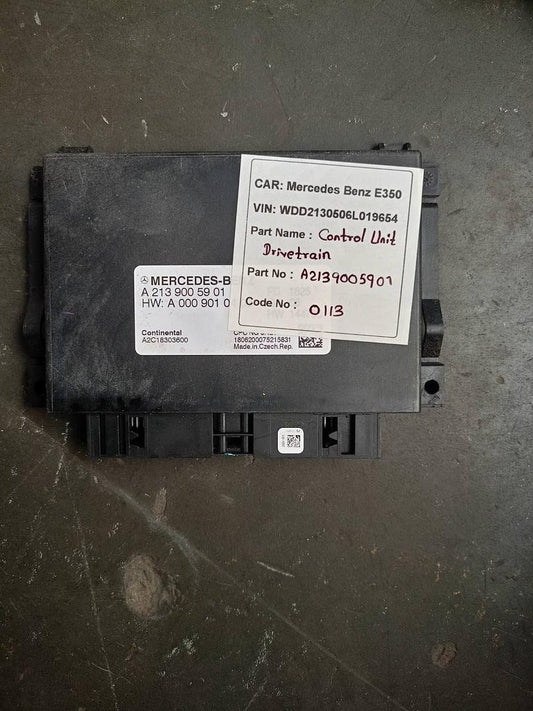 CAR: Mercedes Benz E350
VIN: WDD2130506L019654
Part Name : Control Unit
Drivetrain
Part No : A2139005901
Code No : 0113
MERCEDES-B
A 213 900 59 01
HW: A 000 901 0
Continental
A2C18303600
1806200075215831
Made.in.Czech.Rep.